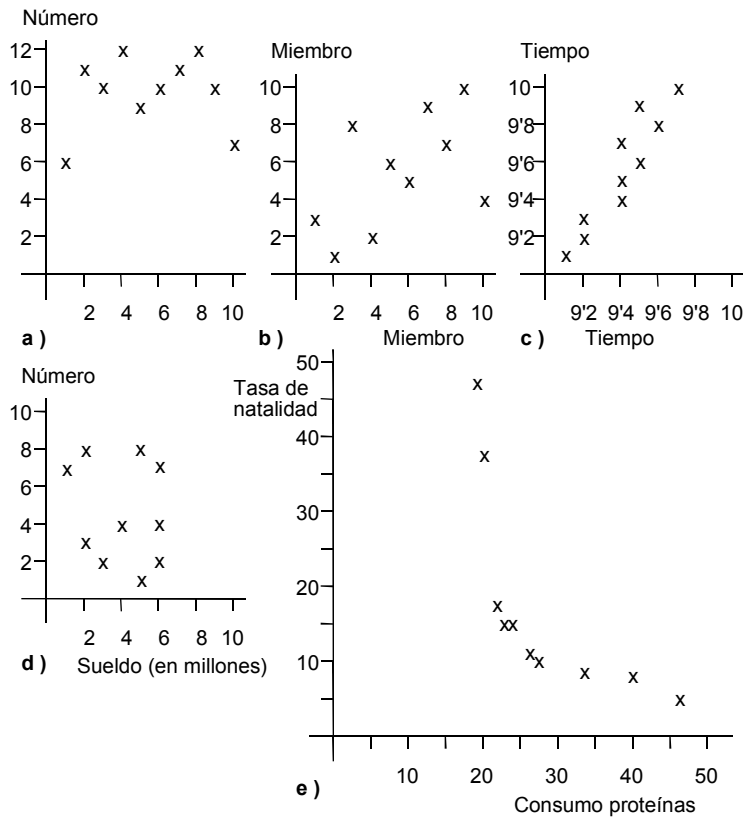 Número
12
10
8
6
4
2
2 4 6 8 10
a )
Miembro
10
8
6
4
2
2 4 6 8 10
b )
Miembro
Tiempo
10
9'8
9'6
9'4
9'2
9'2 9'4 9'6 9'8 10
c )
Tiempo
Número
10
8
6
4
2
2 4 6 8 10
d )
Sueldo (en millones)
Tasa de
natalidad
50
40
30
20
10
10 20 30 40 50
e )
Consumo proteínas